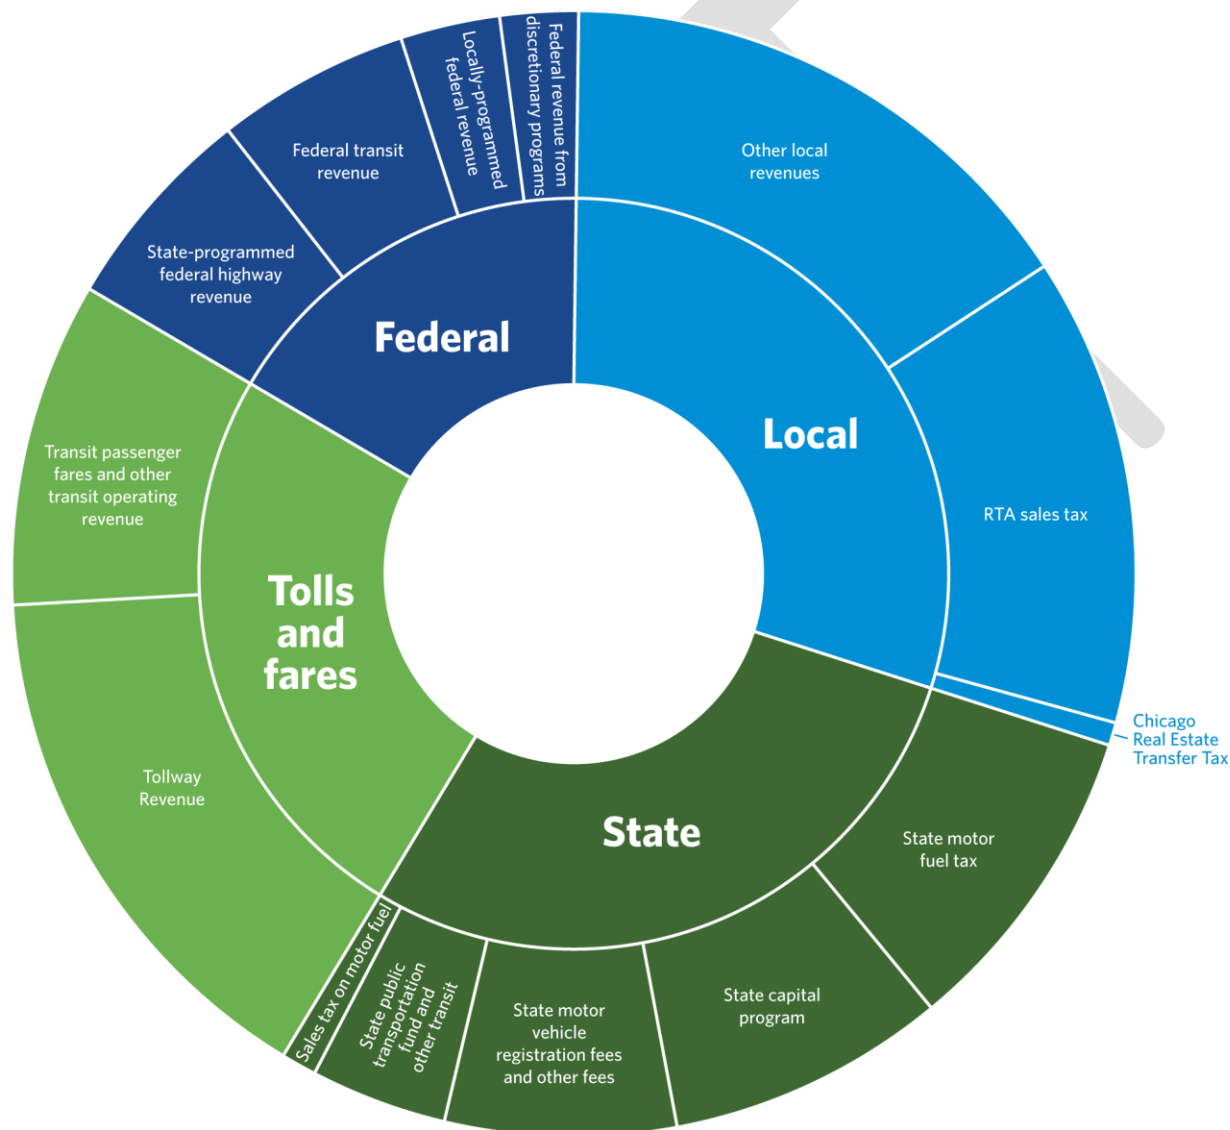 Federal revenue from
discretionary programs
Locally-programmed
federal revenue
Federal transit
revenue
State-programmed
federal highway
revenue
Federal
Other local
revenues
Local
RTA sales tax
Chicago
Real Estate
Transfer Tax
Transit passenger
fares and other
transit operating
revenue
Tolls
and
fares
Tollway
Revenue
State
State motor
fuel tax
State capital
program
State motor
vehicle
registration fees
and other fees
State public
transportation
fund and
other transit
Sales tax on motor fuel